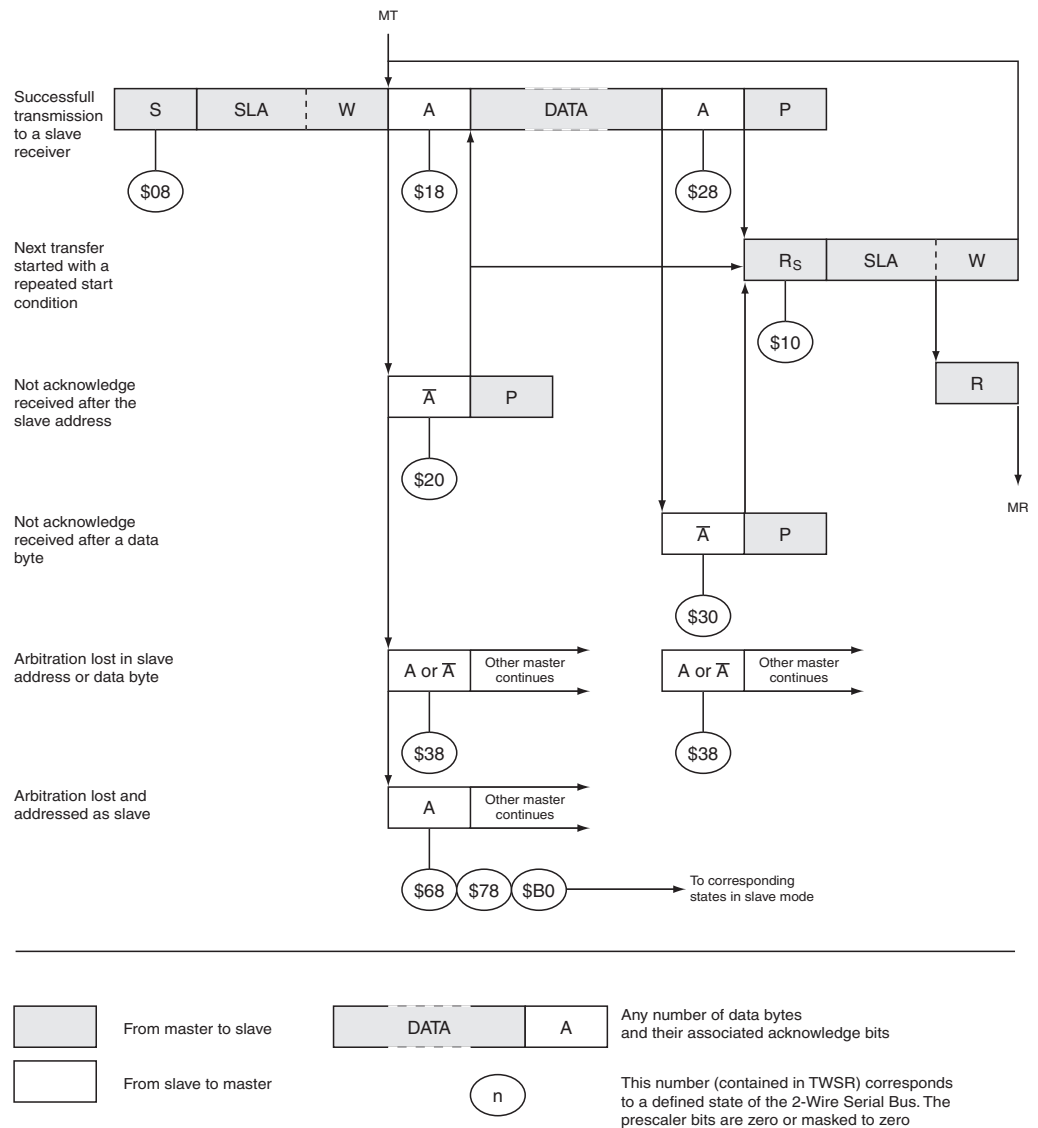 MT
Successfull
transmission
to a slave
receiver
S SLA W A DATA A P
$08 $18 $28
Next transfer
started with a
repeated start
condition
RS SLA W
$10
Not acknowledge
received after the
slave address
A̅ P
R
$20
MR
Not acknowledge
received after a data
byte
A̅ P
$30
Arbitration lost in slave
address or data byte
A or A̅ Other master
continues
A or A̅ Other master
continues
$38 $38
Arbitration lost and
addressed as slave
A Other master
continues
$68 $78 $B0
To corresponding
states in slave mode
From master to slave
DATA A
Any number of data bytes
and their associated acknowledge bits
From slave to master
n
This number (contained in TWSR) corresponds
to a defined state of the 2-Wire Serial Bus. The
prescaler bits are zero or masked to zero